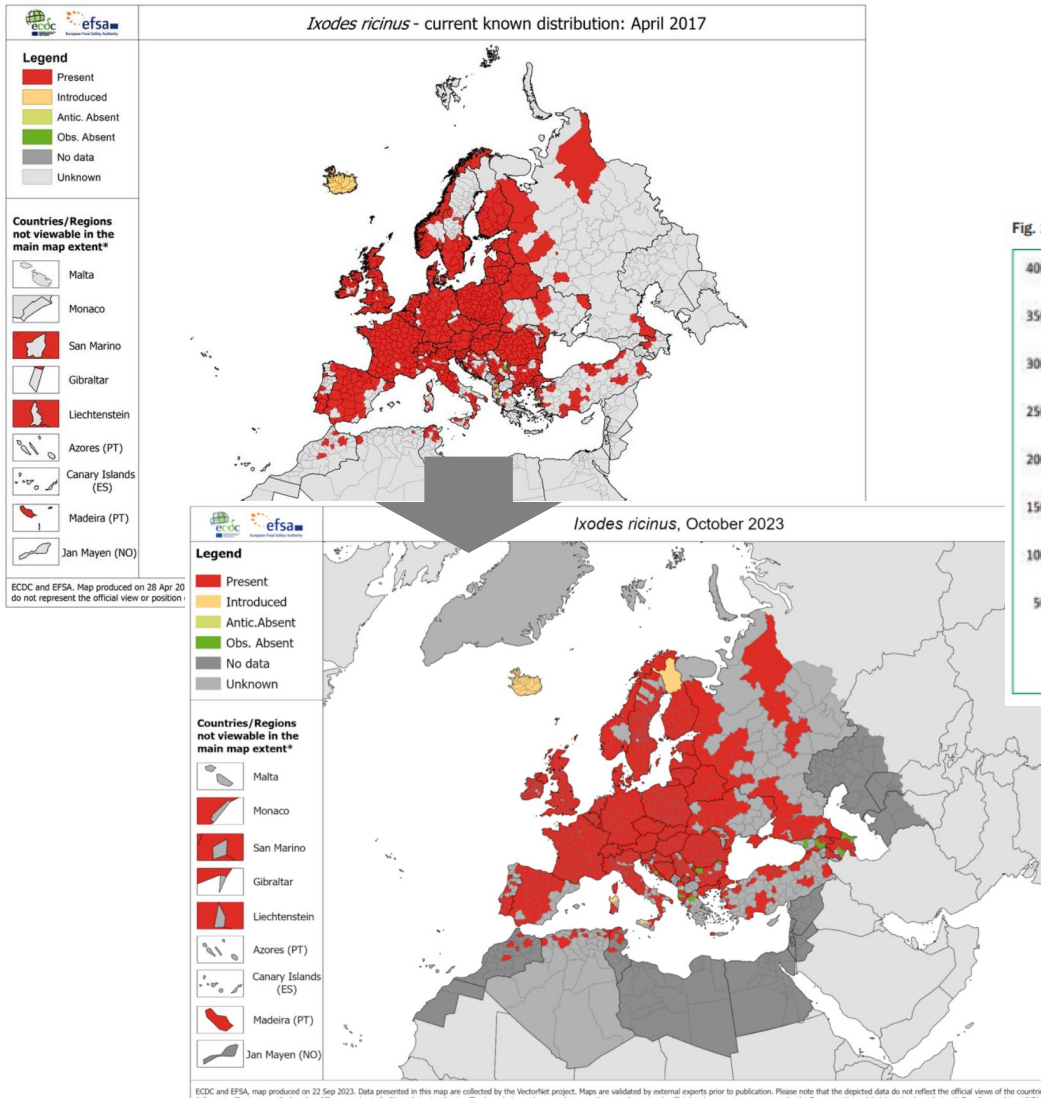 ecdc
efsa
European Food Safety Authority
Ixodes ricinus - current known distribution: April 2017
Legend
Present
Introduced
Antic. Absent
Obs. Absent
No data
Unknown
Countries/Regions
not viewable in the
main map extent*
Malta
Monaco
San Marino
Gibraltar
Liechtenstein
Azores (PT)
Canary Islands
(ES)
Madeira (PT)
Jan Mayen (NO)
ECDC and EFSA. Map produced on 28 Apr 20
do not represent the official view or position
Fig.
400
350
300
250
200
150
100
50
ecdc
efsa
European Food Safety Authority
Ixodes ricinus, October 2023
Legend
Present
Introduced
Antic.Absent
Obs. Absent
No data
Unknown
Countries/Regions
not viewable in the
main map extent*
Malta
Monaco
San Marino
Gibraltar
Liechtenstein
Azores (PT)
Canary Islands
(ES)
Madeira (PT)
Jan Mayen (NO)
ECDC and EFSA, map produced on 22 Sep 2023. Data presented in this map are collected by the VectorNet project. Maps are validated by external experts prior to publication. Please note that the depicted data do not reflect the official views of the countrie